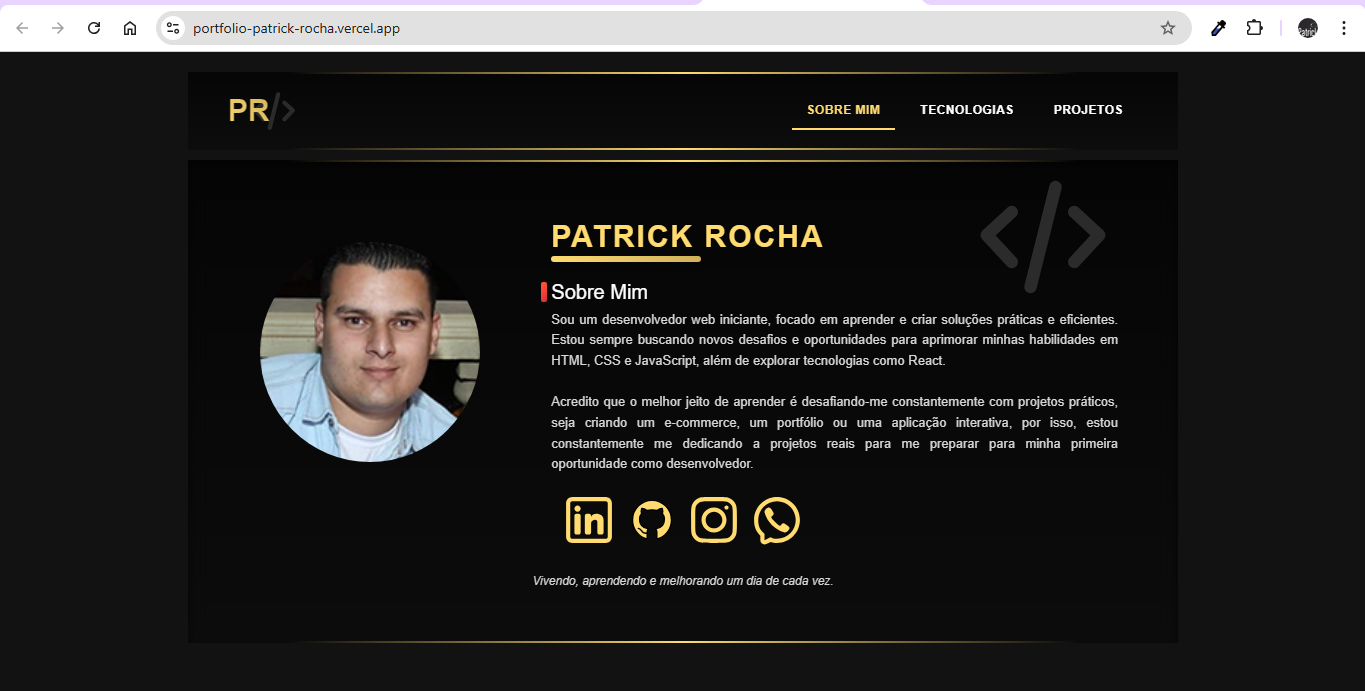 portfolio-patrick-rocha.vercel.app
PR
SOBRE MIM TECNOLOGIAS PROJETOS
PATRICK ROCHA
Sobre Mim
Sou um desenvolvedor web iniciante, focado em aprender e criar soluções práticas e eficientes.
Estou sempre buscando novos desafios e oportunidades para aprimorar minhas habilidades em
HTML, CSS e JavaScript, além de explorar tecnologias como React.
Acredito que o melhor jeito de aprender é desafiando-me constantemente com projetos práticos,
seja criando um e-commerce, um portfólio ou uma aplicação interativa, por isso, estou
constantemente me dedicando a projetos reais para me preparar para minha primeira
oportunidade como desenvolvedor.
in
Vivendo, aprendendo e melhorando um dia de cada vez.